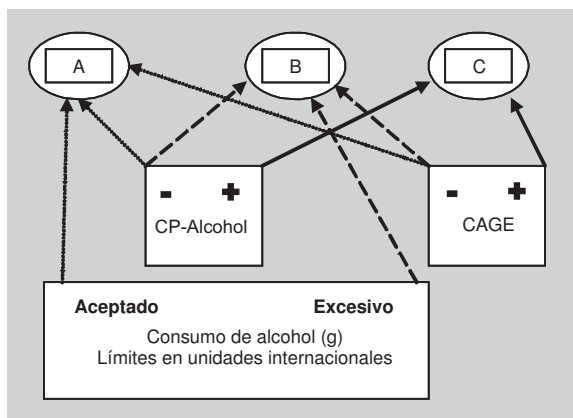 A B C
- + - +
CP-Alcohol CAGE
Aceptado Excesivo
Consumo de alcohol (g)
Límites en unidades internacionales